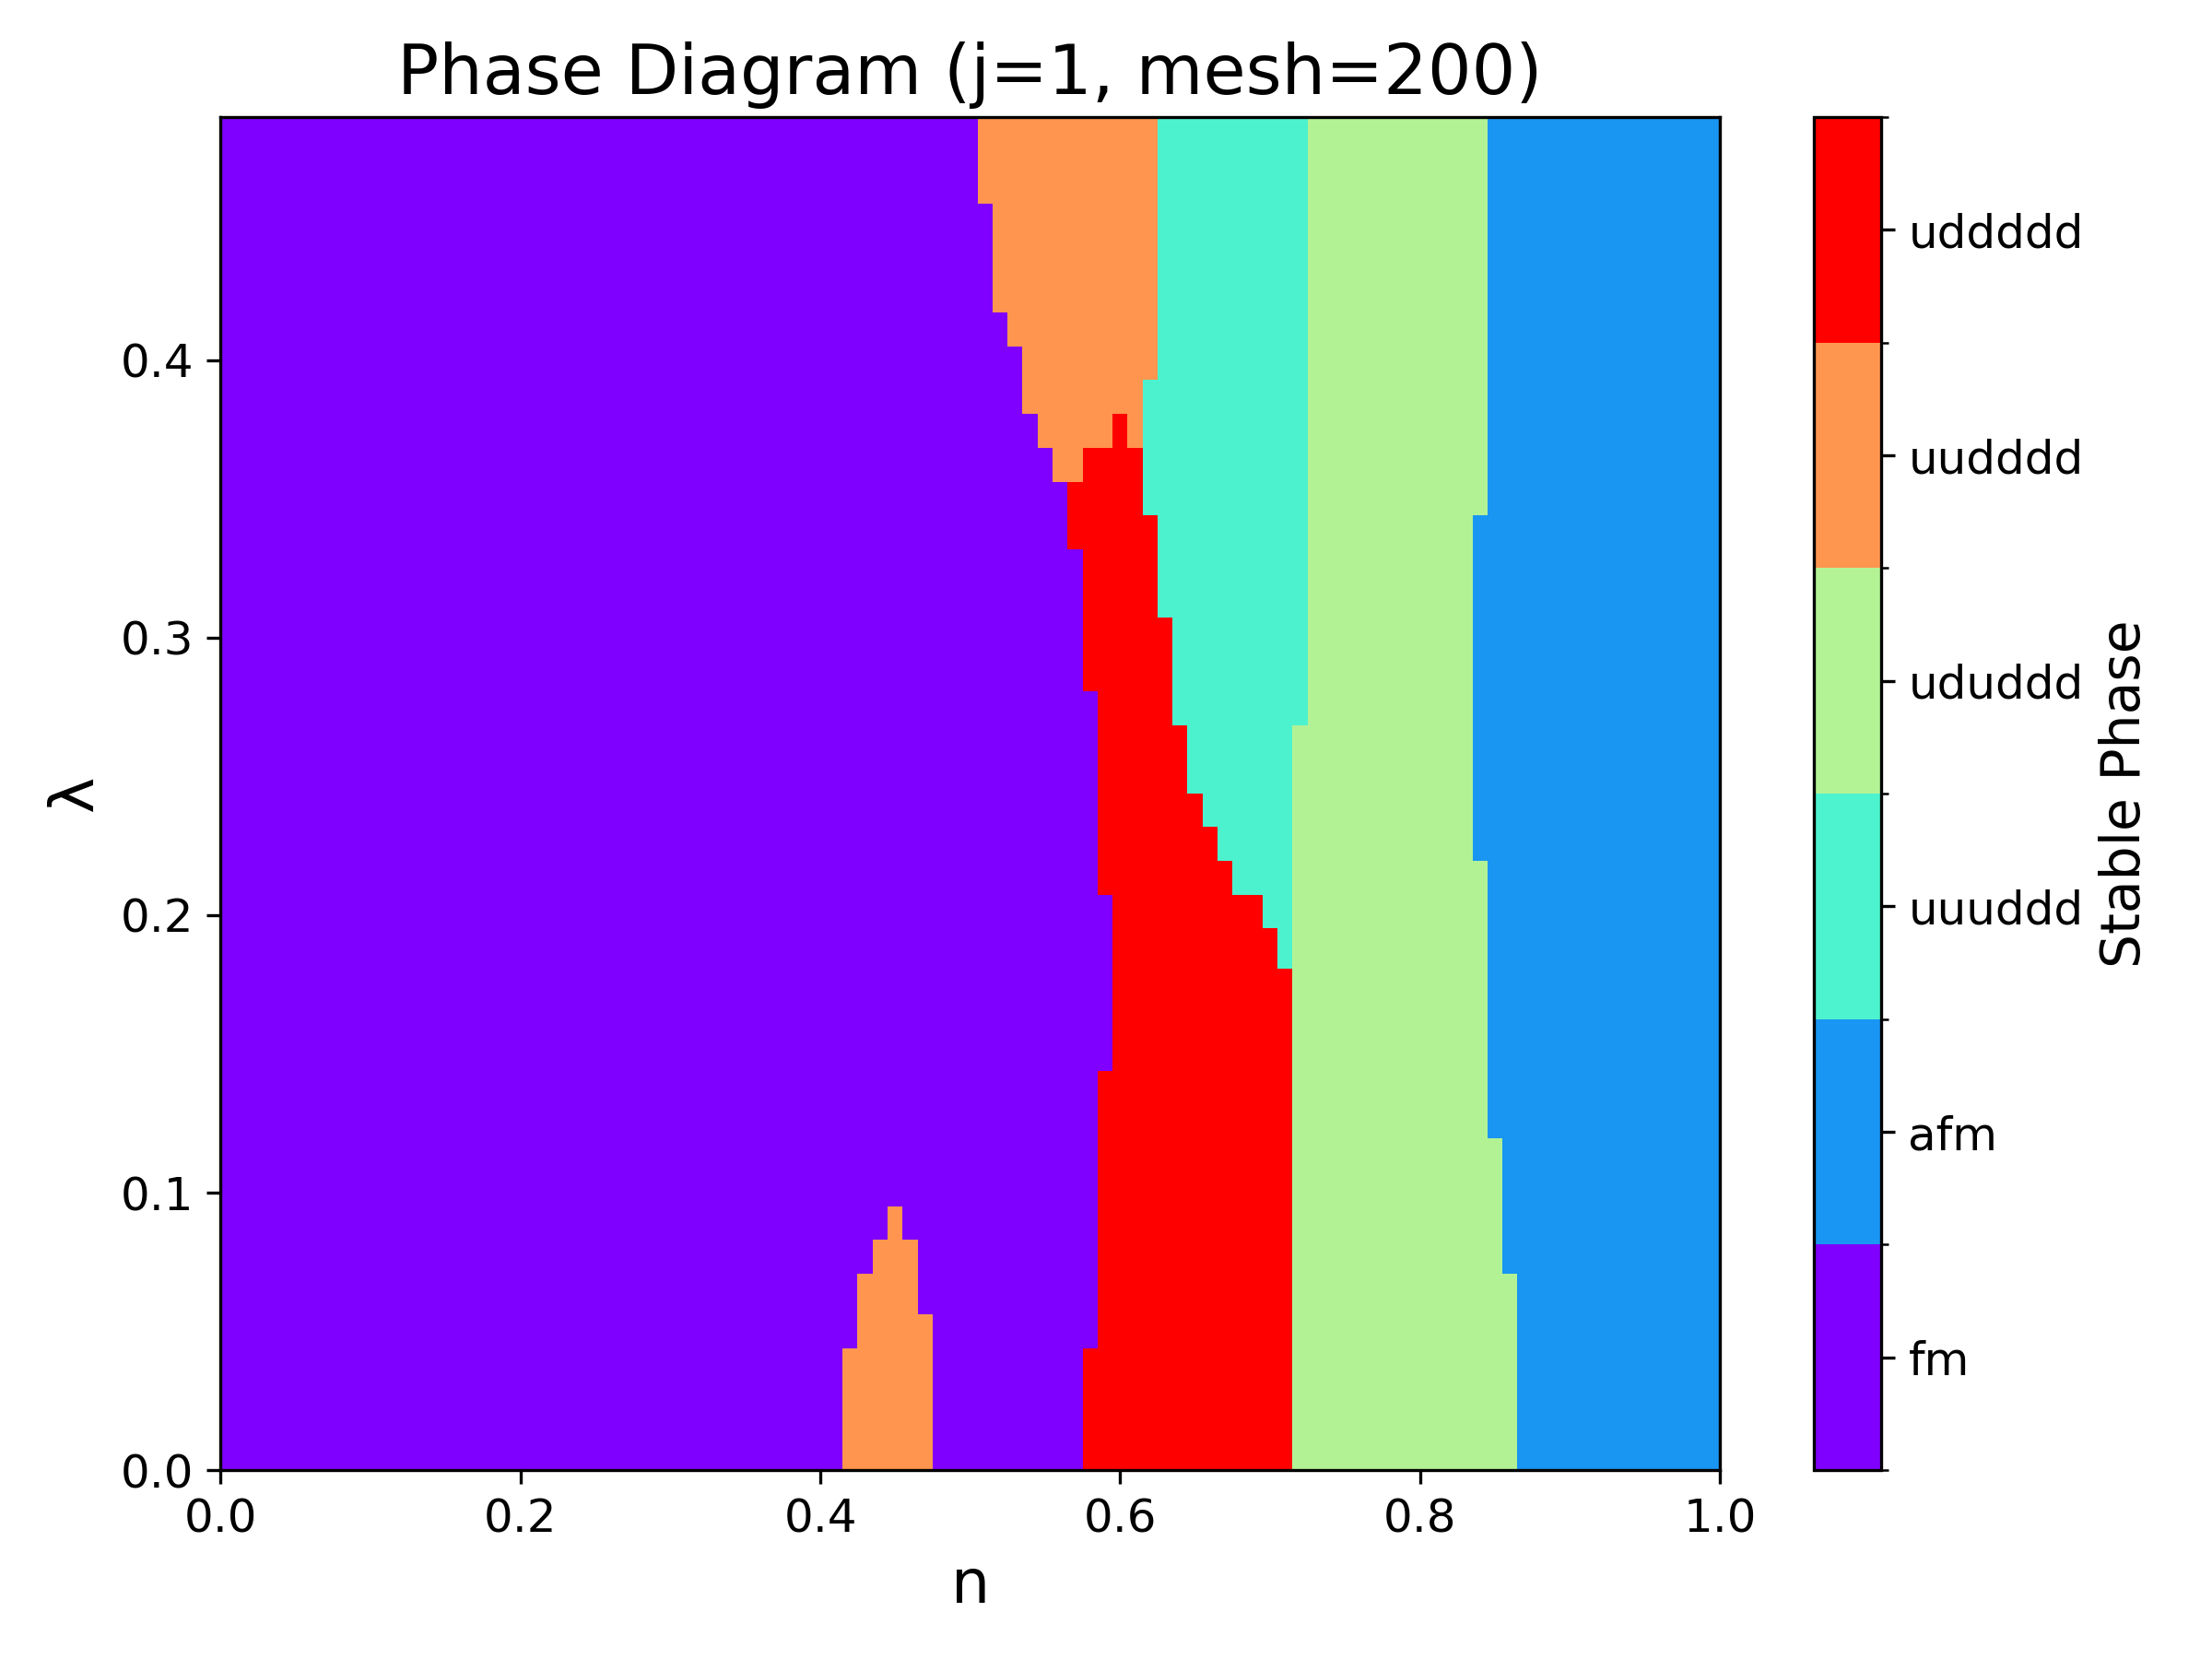 Phase Diagram (j=1, mesh=200)
λ
0.4
0.3
0.2
0.1
0.0
0.0 0.2 0.4 0.6 0.8 1.0
n
uddddd
uudddd
ududdd
uuuddd
afm
fm
Stable Phase